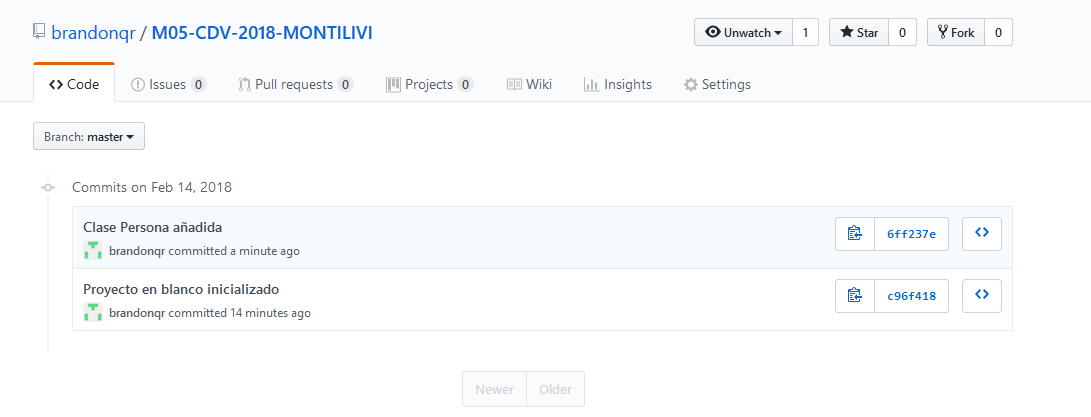 brandonqr / M05-CDV-2018-MONTILIVI
Unwatch 1 Star 0 Fork 0
Code Issues 0 Pull requests 0 Projects 0 Wiki Insights Settings
Branch: master
Commits on Feb 14, 2018
Clase Persona añadida
brandonqr committed a minute ago
6ff237e
Proyecto en blanco inicializado
brandonqr committed 14 minutes ago
c96f418
Newer Older